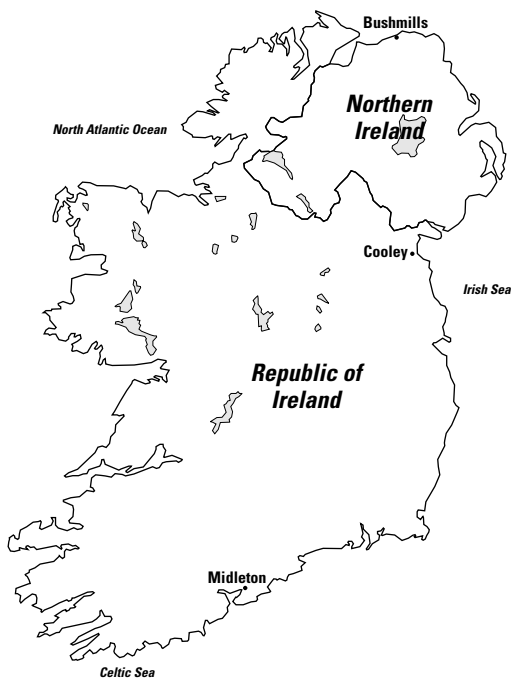 Bushmills
Northern
Ireland
North Atlantic Ocean
Cooley
Irish Sea
Republic of
Ireland
Midleton
Celtic Sea